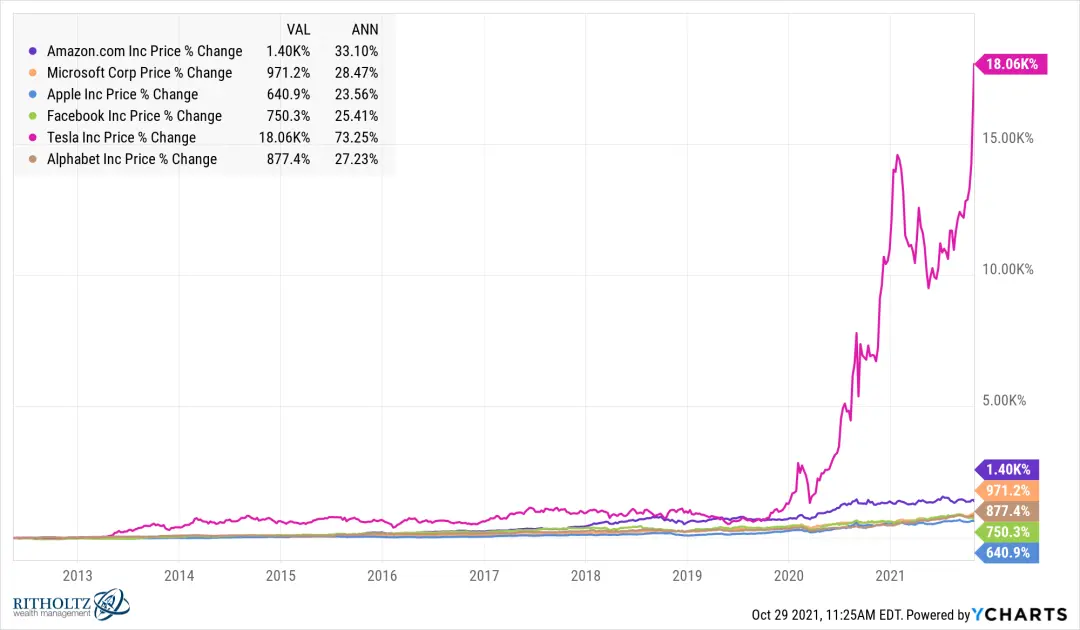 VAL ANN
Amazon.com Inc Price % Change 1.40K% 33.10%
Microsoft Corp Price % Change 971.2% 28.47%
Apple Inc Price % Change 640.9% 23.56%
Facebook Inc Price % Change 750.3% 25.41%
Tesla Inc Price % Change 18.06K% 73.25%
Alphabet Inc Price % Change 877.4% 27.23%
18.06K%
15.00K%
10.00K%
5.00K%
1.40K%
971.2%
877.4%
750.3%
640.9%
2013 2014 2015 2016 2017 2018 2019 2020 2021
RITHOLTZ
wealth management
Oct 29 2021, 11:25AM EDT. Powered by YCHARTS